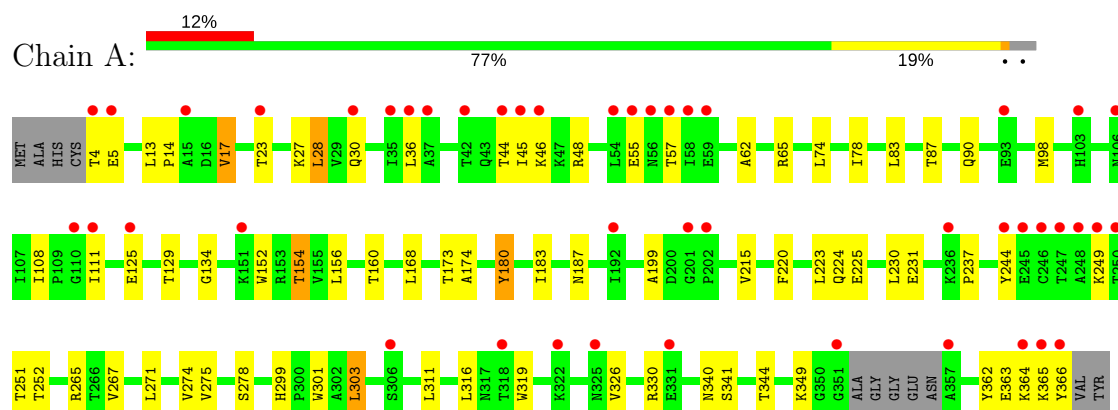 12%
Chain A:
77% 19% • •
MET ALA HIS CYS T4 E5 L13 P14 A15 D16 V17 T23 K27 L28 V29 Q30 I35 L36 A37 T42 Q43 T44 I45 K46 K47 R48 L54 E55 N56 T57 I58 E59 A62 R65 L74 I78 L83 T87 Q90 E93 M98 H103 N106
I107 I108 P109 G110 I111 E125 T129 G134 K151 W152 R153 T154 V155 L156 T160 L168 T173 A174 Y180 I183 N187 I192 A199 D200 G201 P202 V215 F220 L223 Q224 E225 L230 E231 K236 P237 Y244 E245 C246 T247 A248 K249 T250
T251 T252 R265 T266 V267 L271 V274 V275 S278 H299 P300 W301 A302 L303 S306 L311 L316 N317 T318 W319 K322 N325 V326 R330 E331 N340 S341 T344 K349 G350 G351 ALA GLY GLY GLU ASN A357 Y362 E363 K364 K365 Y366 VAL TYR